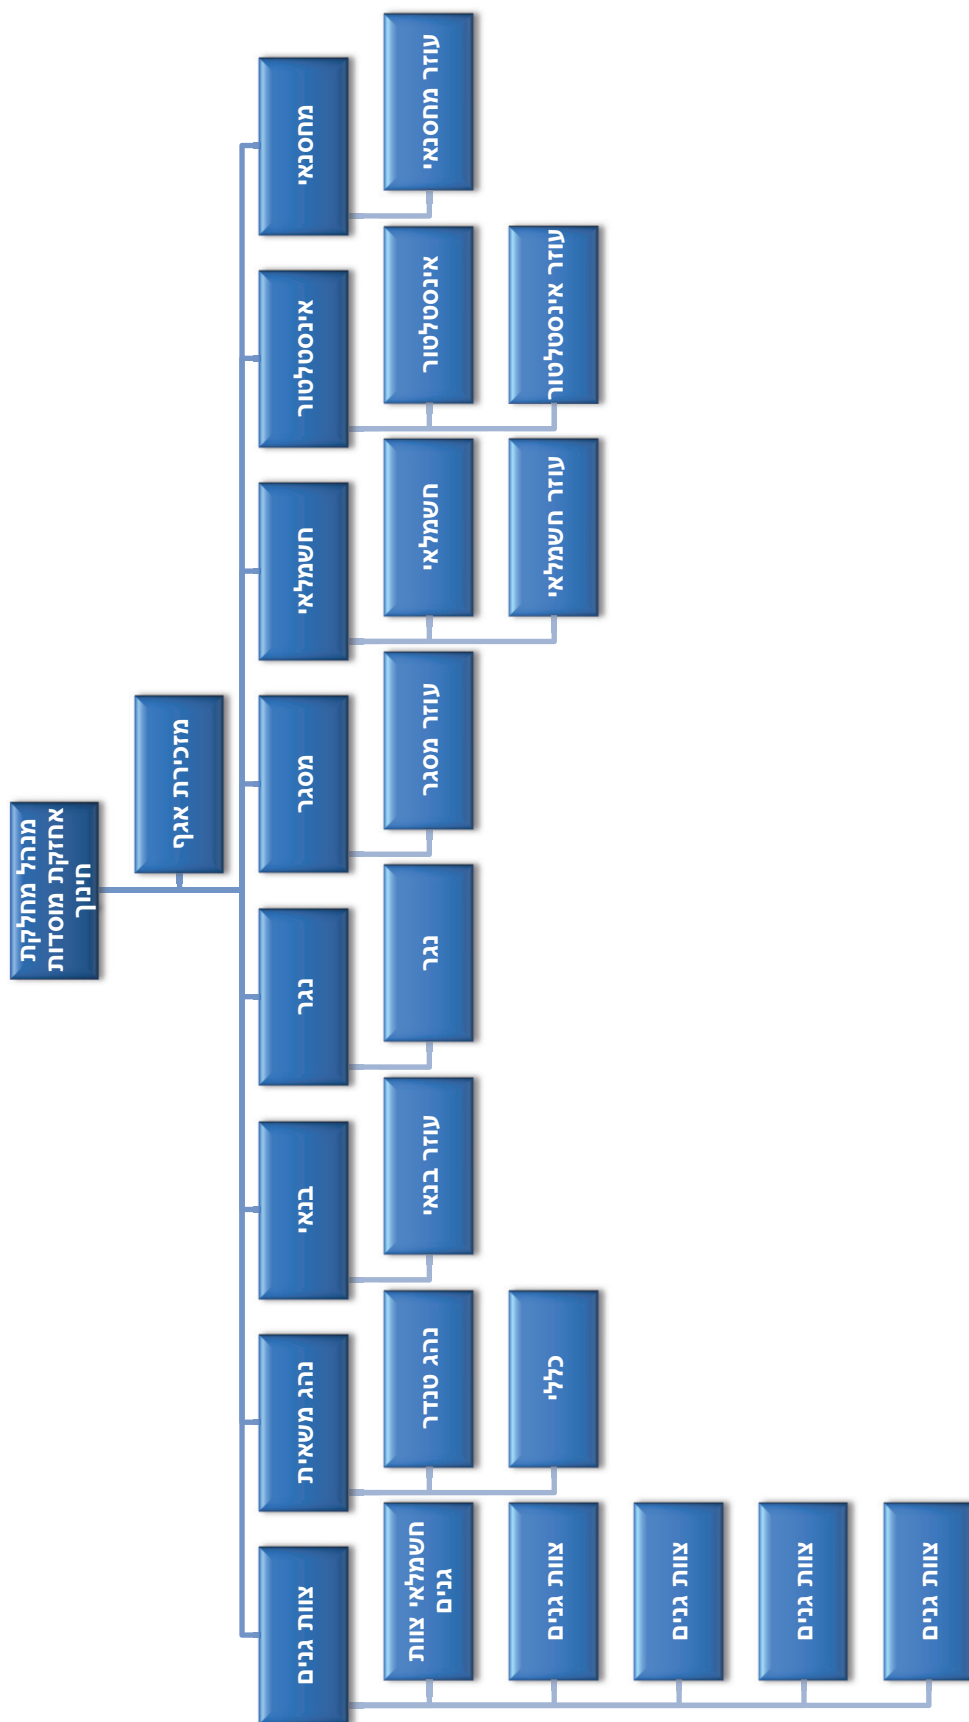 מנהל מחלקת
אחזקת מוסדות
חינוך
מזכירת אגף
מחסנאי
עוזר מחסנאי
אינסטלטור
אינסטלטור
עוזר אינסטלטור
חשמלאי
חשמלאי
עוזר חשמלאי
מסגר
עוזר מסגר
נגר
נגר
בנאי
עוזר בנאי
נהג משאית
נהג טנדר
כללי
צוות גנים
חשמלאי צוות
גנים
צוות גנים
צוות גנים
צוות גנים
צוות גנים